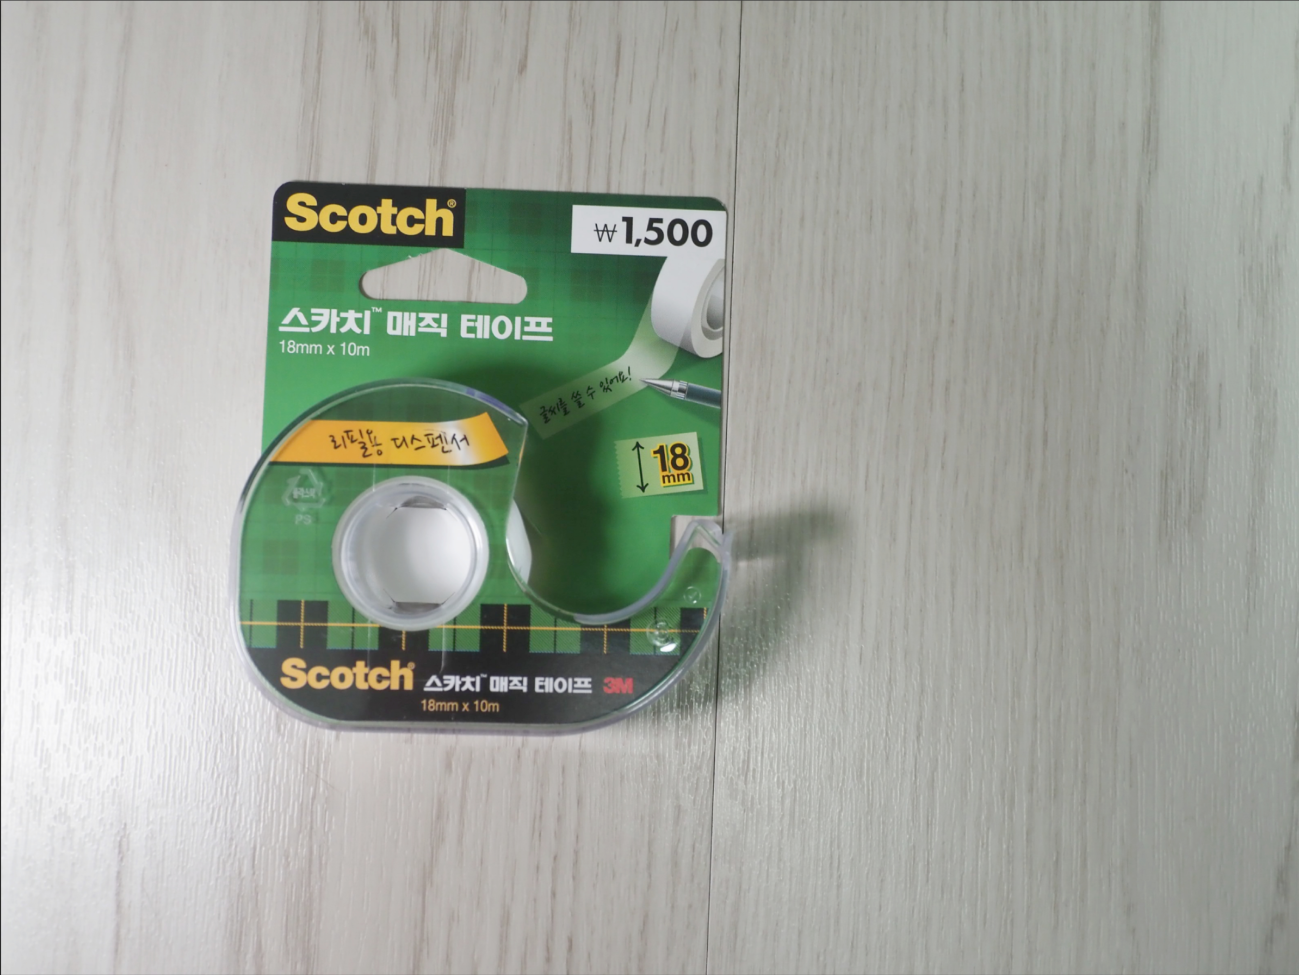 Scotch®
₩1,500
스카치™ 매직 테이프
18mm x 10m
글씨를 쓸 수 있어요!
리필용 디스펜서
18
mm
PS
Scotch® 스카치™ 매직 테이프 3M
18mm x 10m